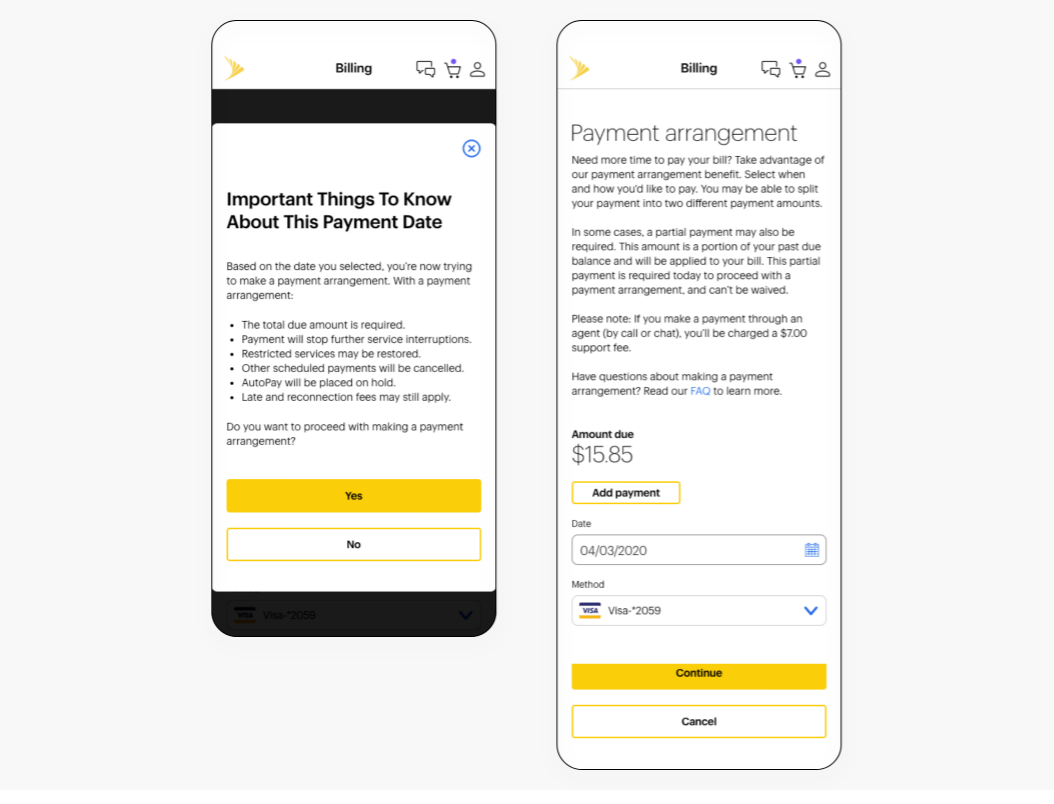 Billing
Important Things To Know
About This Payment Date
Based on the date you selected, you're now trying
to make a payment arrangement. With a payment
arrangement:
• The total due amount is required.
• Payment will stop further service interruptions.
• Restricted services may be restored.
• Other scheduled payments will be cancelled.
• AutoPay will be placed on hold.
• Late and reconnection fees may still apply.
Do you want to proceed with making a payment
arrangement?
Yes
No
VISA Visa-*2059
Billing
Payment arrangement
Need more time to pay your bill? Take advantage of
our payment arrangement benefit. Select when
and how you'd like to pay. You may be able to split
your payment into two different payment amounts.
In some cases, a partial payment may also be
required. This amount is a portion of your past due
balance and will be applied to your bill. This partial
payment is required today to proceed with a
payment arrangement, and can't be waived.
Please note: If you make a payment through an
agent (by call or chat), you'll be charged a $7.00
support fee.
Have questions about making a payment
arrangement? Read our FAQ to learn more.
Amount due
$15.85
Add payment
Date
04/03/2020
Method
VISA Visa-*2059
Continue
Cancel